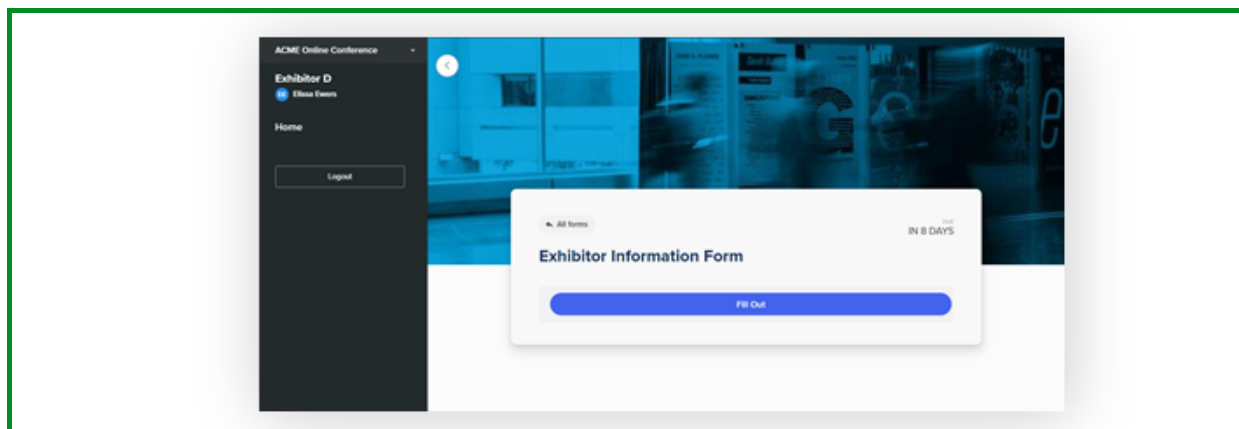 ACME Online Conference
Exhibitor D
EE Elissa Ewers
Home
Logout
All forms
DUE
IN 8 DAYS
Exhibitor Information Form
Fill Out